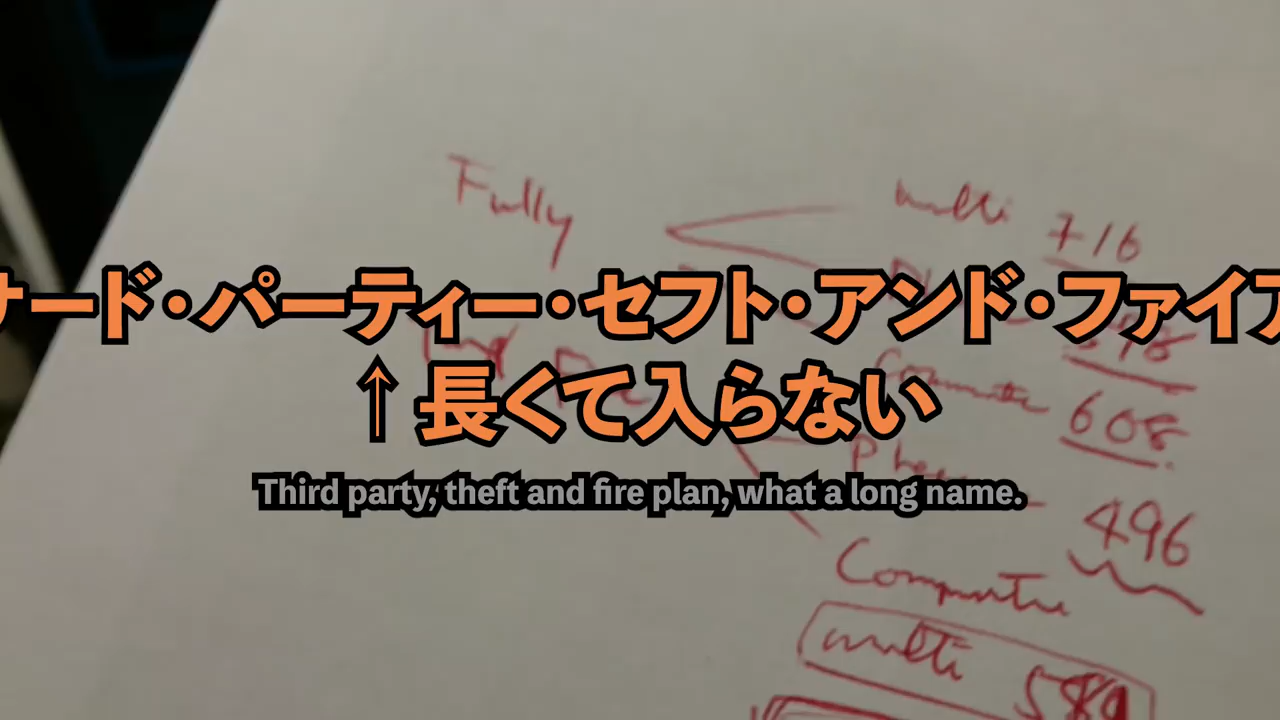 Fully
multi 716
サード・パーティー・セフト・アンド・ファイア
↑長くて入らない
608
Third party, theft and fire plan, what a long name.
496
multi 589